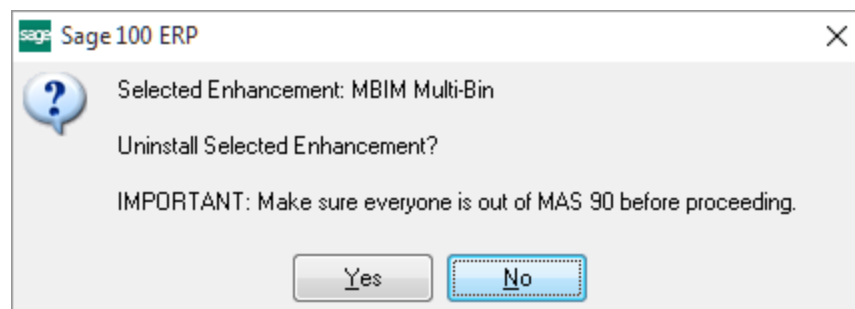 sage Sage 100 ERP
Selected Enhancement: MBIM Multi-Bin
Uninstall Selected Enhancement?
IMPORTANT: Make sure everyone is out of MAS 90 before proceeding.
Yes No